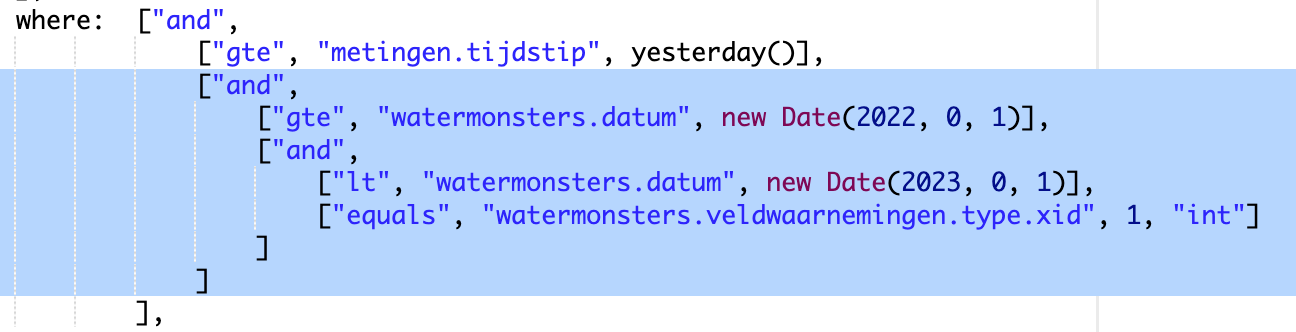 where:  ["and",
            ["gte", "metingen.tijdstip", yesterday()],
            ["and",
                ["gte", "watermonsters.datum", new Date(2022, 0, 1)],
                ["and",
                    ["lt", "watermonsters.datum", new Date(2023, 0, 1)],
                    ["equals", "watermonsters.veldwaarnemingen.type.xid", 1, "int"]
                ]
            ]
        ],